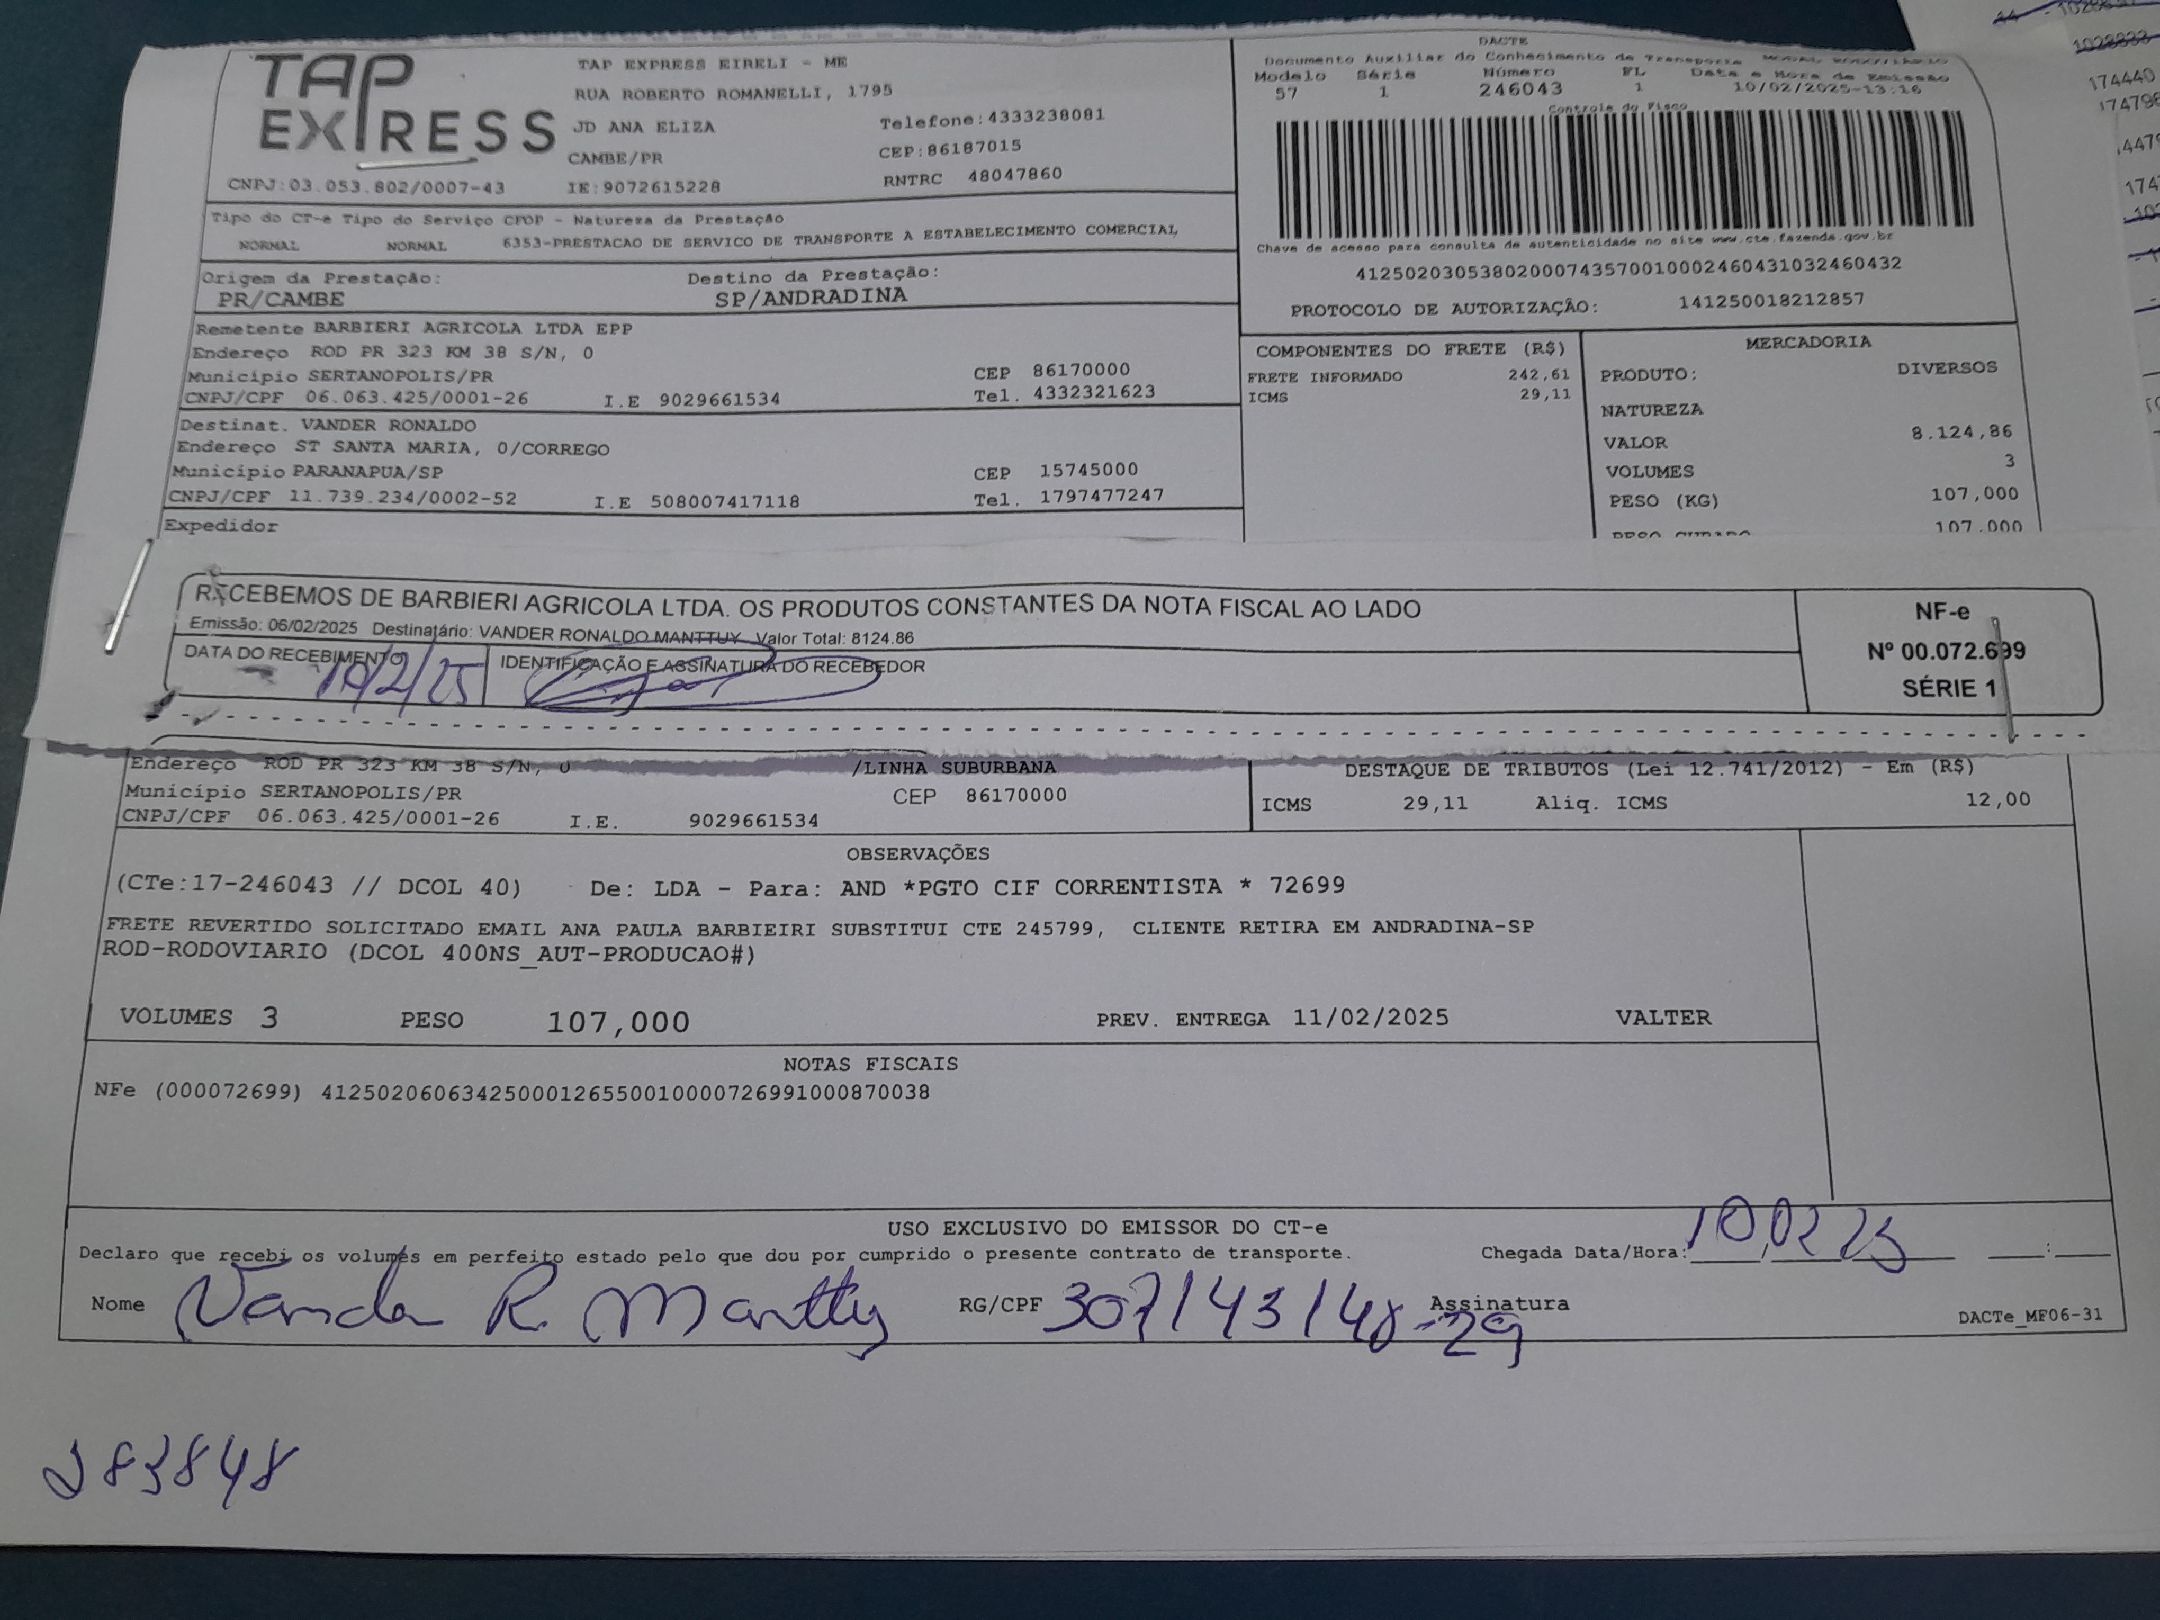 TAP EXPRESS
TAP EXPRESS EIRELI - ME
RUA ROBERTO ROMANELLI, 1795
JD ANA ELIZA
CAMBE/PR
Telefone:4333238081
CEP:86187015
RNTRC 48047860
CNPJ:03.053.802/0007-43
IE:9072615228
DACTE
Documento Auxiliar do Conhecimento de Transporte
Modelo Série Número FL Data e Hora de Emissão
57 1 246043 1 10/02/2025-13:16
Controle do Fisco
Chave de acesso para consulta de autenticidade no site www.cte.fazenda.gov.br
41250203053802000743570010002460431032460432
PROTOCOLO DE AUTORIZAÇÃO: 141250018212857
Tipo do CT-e Tipo do Serviço CFOP - Natureza da Prestação
NORMAL NORMAL 6353-PRESTACAO DE SERVICO DE TRANSPORTE A ESTABELECIMENTO COMERCIAL
Origem da Prestação: Destino da Prestação:
PR/CAMBE SP/ANDRADINA
Remetente BARBIERI AGRICOLA LTDA EPP
Endereço ROD PR 323 KM 38 S/N, 0
Município SERTANOPOLIS/PR CEP 86170000
CNPJ/CPF 06.063.425/0001-26 I.E 9029661534 Tel. 4332321623
Destinat. VANDER RONALDO
Endereço ST SANTA MARIA, 0/CORREGO
Município PARANAPUA/SP CEP 15745000
CNPJ/CPF 11.739.234/0002-52 I.E 508007417118 Tel. 1797477247
Expedidor
COMPONENTES DO FRETE (R$)
FRETE INFORMADO 242,61
ICMS 29,11
MERCADORIA
PRODUTO: DIVERSOS
NATUREZA
VALOR 8.124,86
VOLUMES 3
PESO (KG) 107,000
PESO CUBADO 107.000
RECEBEMOS DE BARBIERI AGRICOLA LTDA. OS PRODUTOS CONSTANTES DA NOTA FISCAL AO LADO
Emissão: 06/02/2025 Destinatário: VANDER RONALDO MANTTUY Valor Total: 8124.86
DATA DO RECEBIMENTO IDENTIFICAÇÃO E ASSINATURA DO RECEBEDOR
10/2/25
NF-e
Nº 00.072.699
SÉRIE 1
Endereço ROD PR 323 KM 38 S/N, 0 /LINHA SUBURBANA
Município SERTANOPOLIS/PR CEP 86170000
CNPJ/CPF 06.063.425/0001-26 I.E. 9029661534
DESTAQUE DE TRIBUTOS (Lei 12.741/2012) - Em (R$)
ICMS 29,11 Aliq. ICMS 12,00
OBSERVAÇÕES
(CTe:17-246043 // DCOL 40) De: LDA - Para: AND *PGTO CIF CORRENTISTA * 72699
FRETE REVERTIDO SOLICITADO EMAIL ANA PAULA BARBIEIRI SUBSTITUI CTE 245799, CLIENTE RETIRA EM ANDRADINA-SP
ROD-RODOVIARIO (DCOL 400NS_AUT-PRODUCAO#)
VOLUMES 3 PESO 107,000 PREV. ENTREGA 11/02/2025 VALTER
NOTAS FISCAIS
NFe (000072699) 41250206063425000126550010000726991000870038
USO EXCLUSIVO DO EMISSOR DO CT-e
Declaro que recebi os volumes em perfeito estado pelo que dou por cumprido o presente contrato de transporte. Chegada Data/Hora: 10 02 25
Nome Vander R. Manttuy RG/CPF 307143148-29 Assinatura
DACTe_MF06-31
283848
1028833
174440